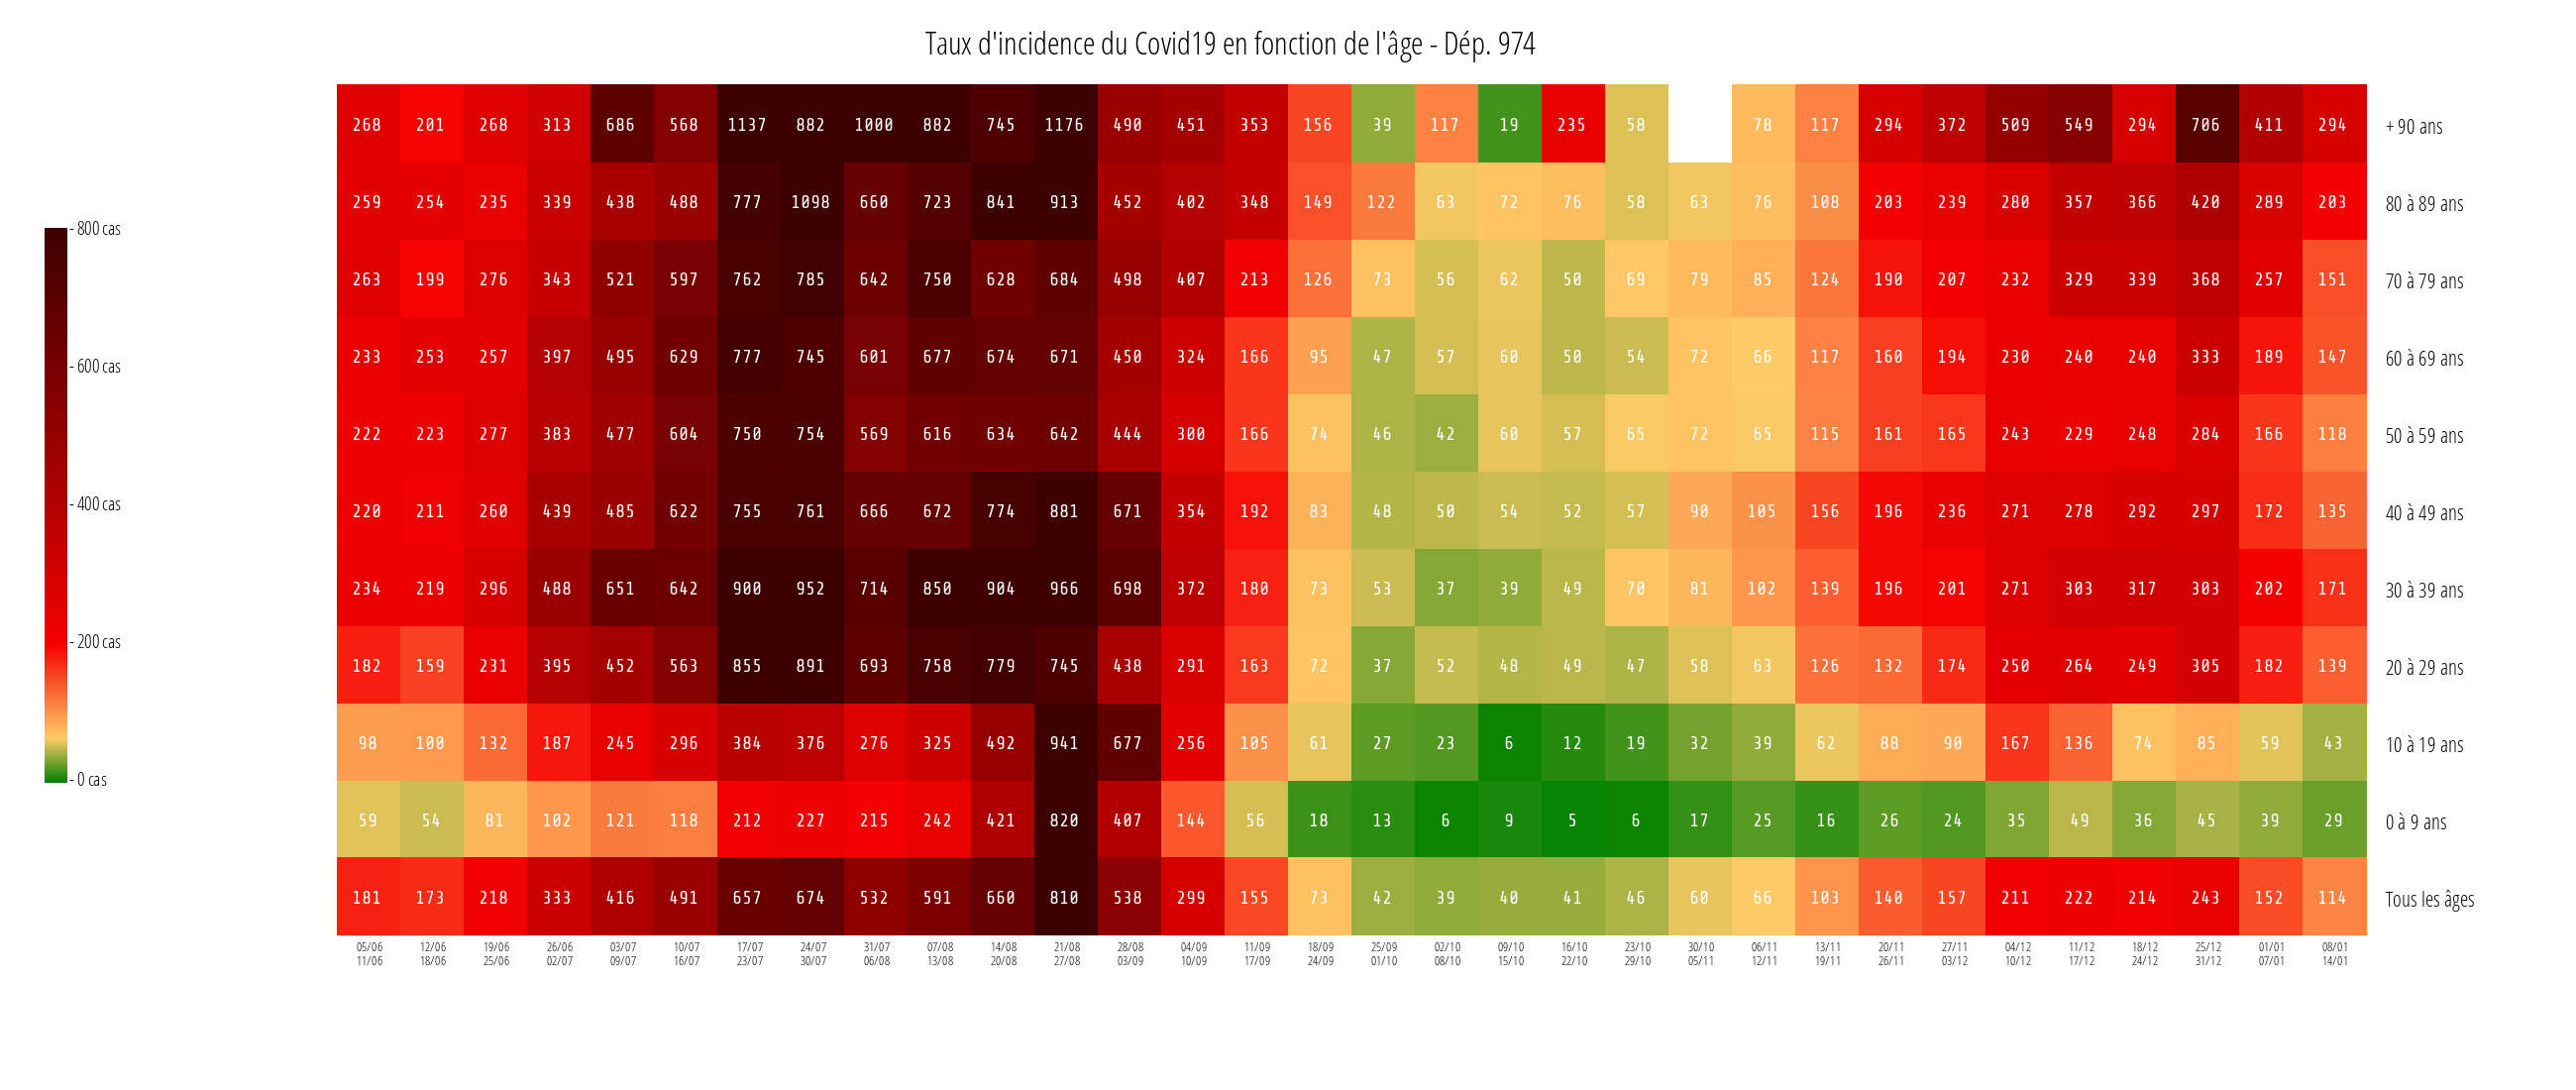 Taux d'incidence du Covid19 en fonction de l'âge - Dép. 974
- 800 cas
- 600 cas
- 400 cas
- 200 cas
- 0 cas
268 201 268 313 686 568 1137 882 1000 882 745 1176 490 451 353 156 39 117 19 235 58 78 117 294 372 509 549 294 706 411 294 + 90 ans
259 254 235 339 438 488 777 1098 660 723 841 913 452 402 348 149 122 63 72 76 58 63 76 108 203 239 280 357 366 420 289 203 80 à 89 ans
263 199 276 343 521 597 762 785 642 750 628 684 498 407 213 126 73 56 62 50 69 79 85 124 190 207 232 329 339 368 257 151 70 à 79 ans
233 253 257 397 495 629 777 745 601 677 674 671 450 324 166 95 47 57 60 50 54 72 66 117 160 194 230 240 240 333 189 147 60 à 69 ans
222 223 277 383 477 604 750 754 569 616 634 642 444 300 166 74 46 42 60 57 65 72 65 115 161 165 243 229 248 284 166 118 50 à 59 ans
220 211 260 439 485 622 755 761 666 672 774 881 671 354 192 83 48 50 54 52 57 90 105 156 196 236 271 278 292 297 172 135 40 à 49 ans
234 219 296 488 651 642 900 952 714 850 904 966 698 372 180 73 53 37 39 49 70 81 102 139 196 201 271 303 317 303 202 171 30 à 39 ans
182 159 231 395 452 563 855 891 693 758 779 745 438 291 163 72 37 52 48 49 47 58 63 126 132 174 250 264 249 305 182 139 20 à 29 ans
98 100 132 187 245 296 384 376 276 325 492 941 677 256 105 61 27 23 6 12 19 32 39 62 88 90 167 136 74 85 59 43 10 à 19 ans
59 54 81 102 121 118 212 227 215 242 421 820 407 144 56 18 13 6 9 5 6 17 25 16 26 24 35 49 36 45 39 29 0 à 9 ans
181 173 218 333 416 491 657 674 532 591 660 810 538 299 155 73 42 39 40 41 46 60 66 103 140 157 211 222 214 243 152 114 Tous les âges
05/06 12/06 19/06 26/06 03/07 10/07 17/07 24/07 31/07 07/08 14/08 21/08 28/08 04/09 11/09 18/09 25/09 02/10 09/10 16/10 23/10 30/10 06/11 13/11 20/11 27/11 04/12 11/12 18/12 25/12 01/01 08/01
11/06 18/06 25/06 02/07 09/07 16/07 23/07 30/07 06/08 13/08 20/08 27/08 03/09 10/09 17/09 24/09 01/10 08/10 15/10 22/10 29/10 05/11 12/11 19/11 26/11 03/12 10/12 17/12 24/12 31/12 07/01 14/01